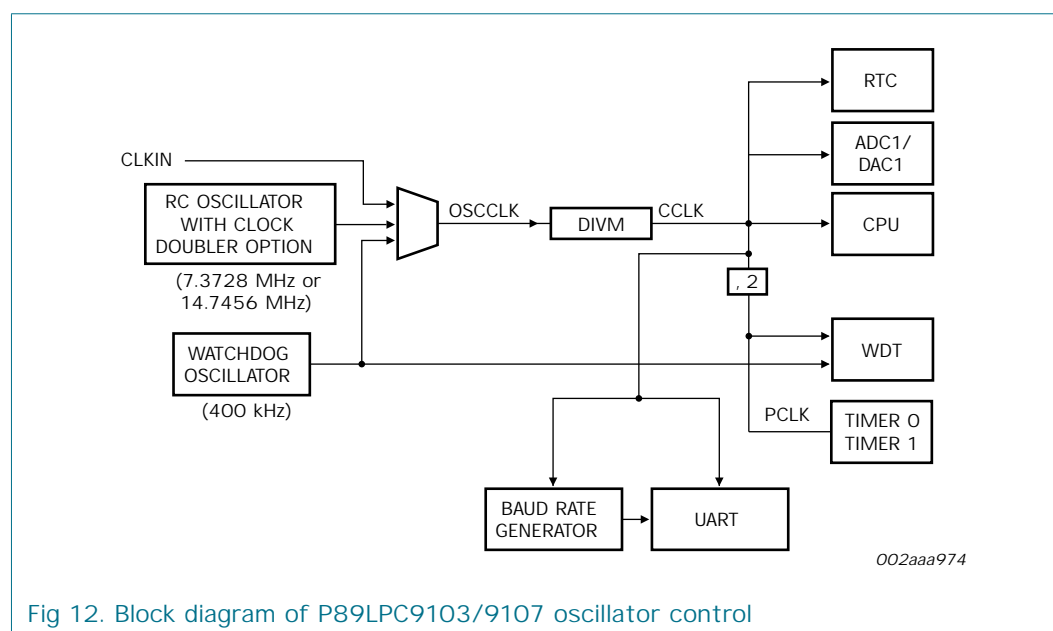 RTC
ADC1/
DAC1
CLKIN
RC OSCILLATOR
WITH CLOCK
DOUBLER OPTION
(7.3728 MHz or
14.7456 MHz)
OSCCLK
DIVM
CCLK
CPU
, 2
WATCHDOG
OSCILLATOR
(400 kHz)
WDT
PCLK
TIMER 0
TIMER 1
BAUD RATE
GENERATOR
UART
002aaa974
Fig 12. Block diagram of P89LPC9103/9107 oscillator control